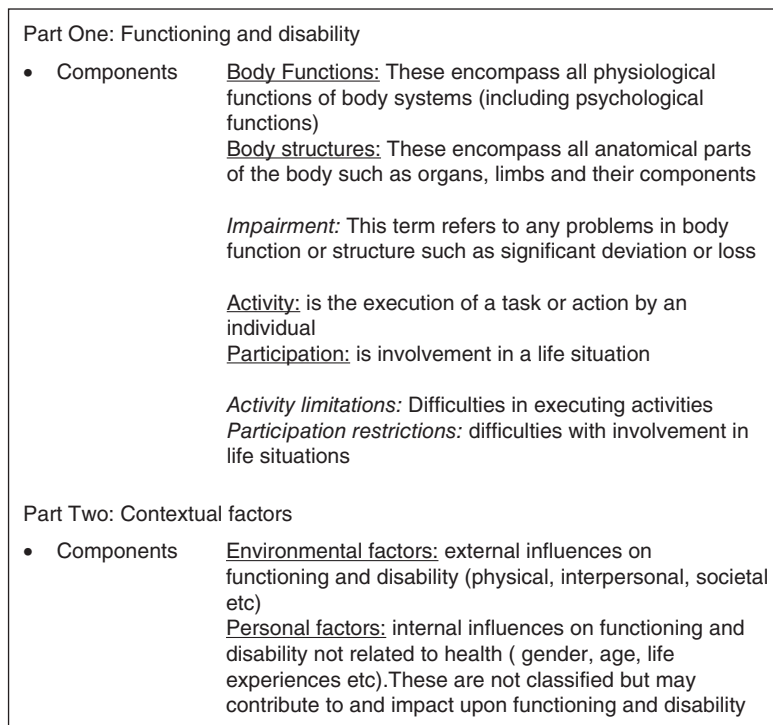 Part One: Functioning and disability
• Components Body Functions: These encompass all physiological
functions of body systems (including psychological
functions)
Body structures: These encompass all anatomical parts
of the body such as organs, limbs and their components
Impairment: This term refers to any problems in body
function or structure such as significant deviation or loss
Activity: is the execution of a task or action by an
individual
Participation: is involvement in a life situation
Activity limitations: Difficulties in executing activities
Participation restrictions: difficulties with involvement in
life situations
Part Two: Contextual factors
• Components Environmental factors: external influences on
functioning and disability (physical, interpersonal, societal
etc)
Personal factors: internal influences on functioning and
disability not related to health ( gender, age, life
experiences etc).These are not classified but may
contribute to and impact upon functioning and disability